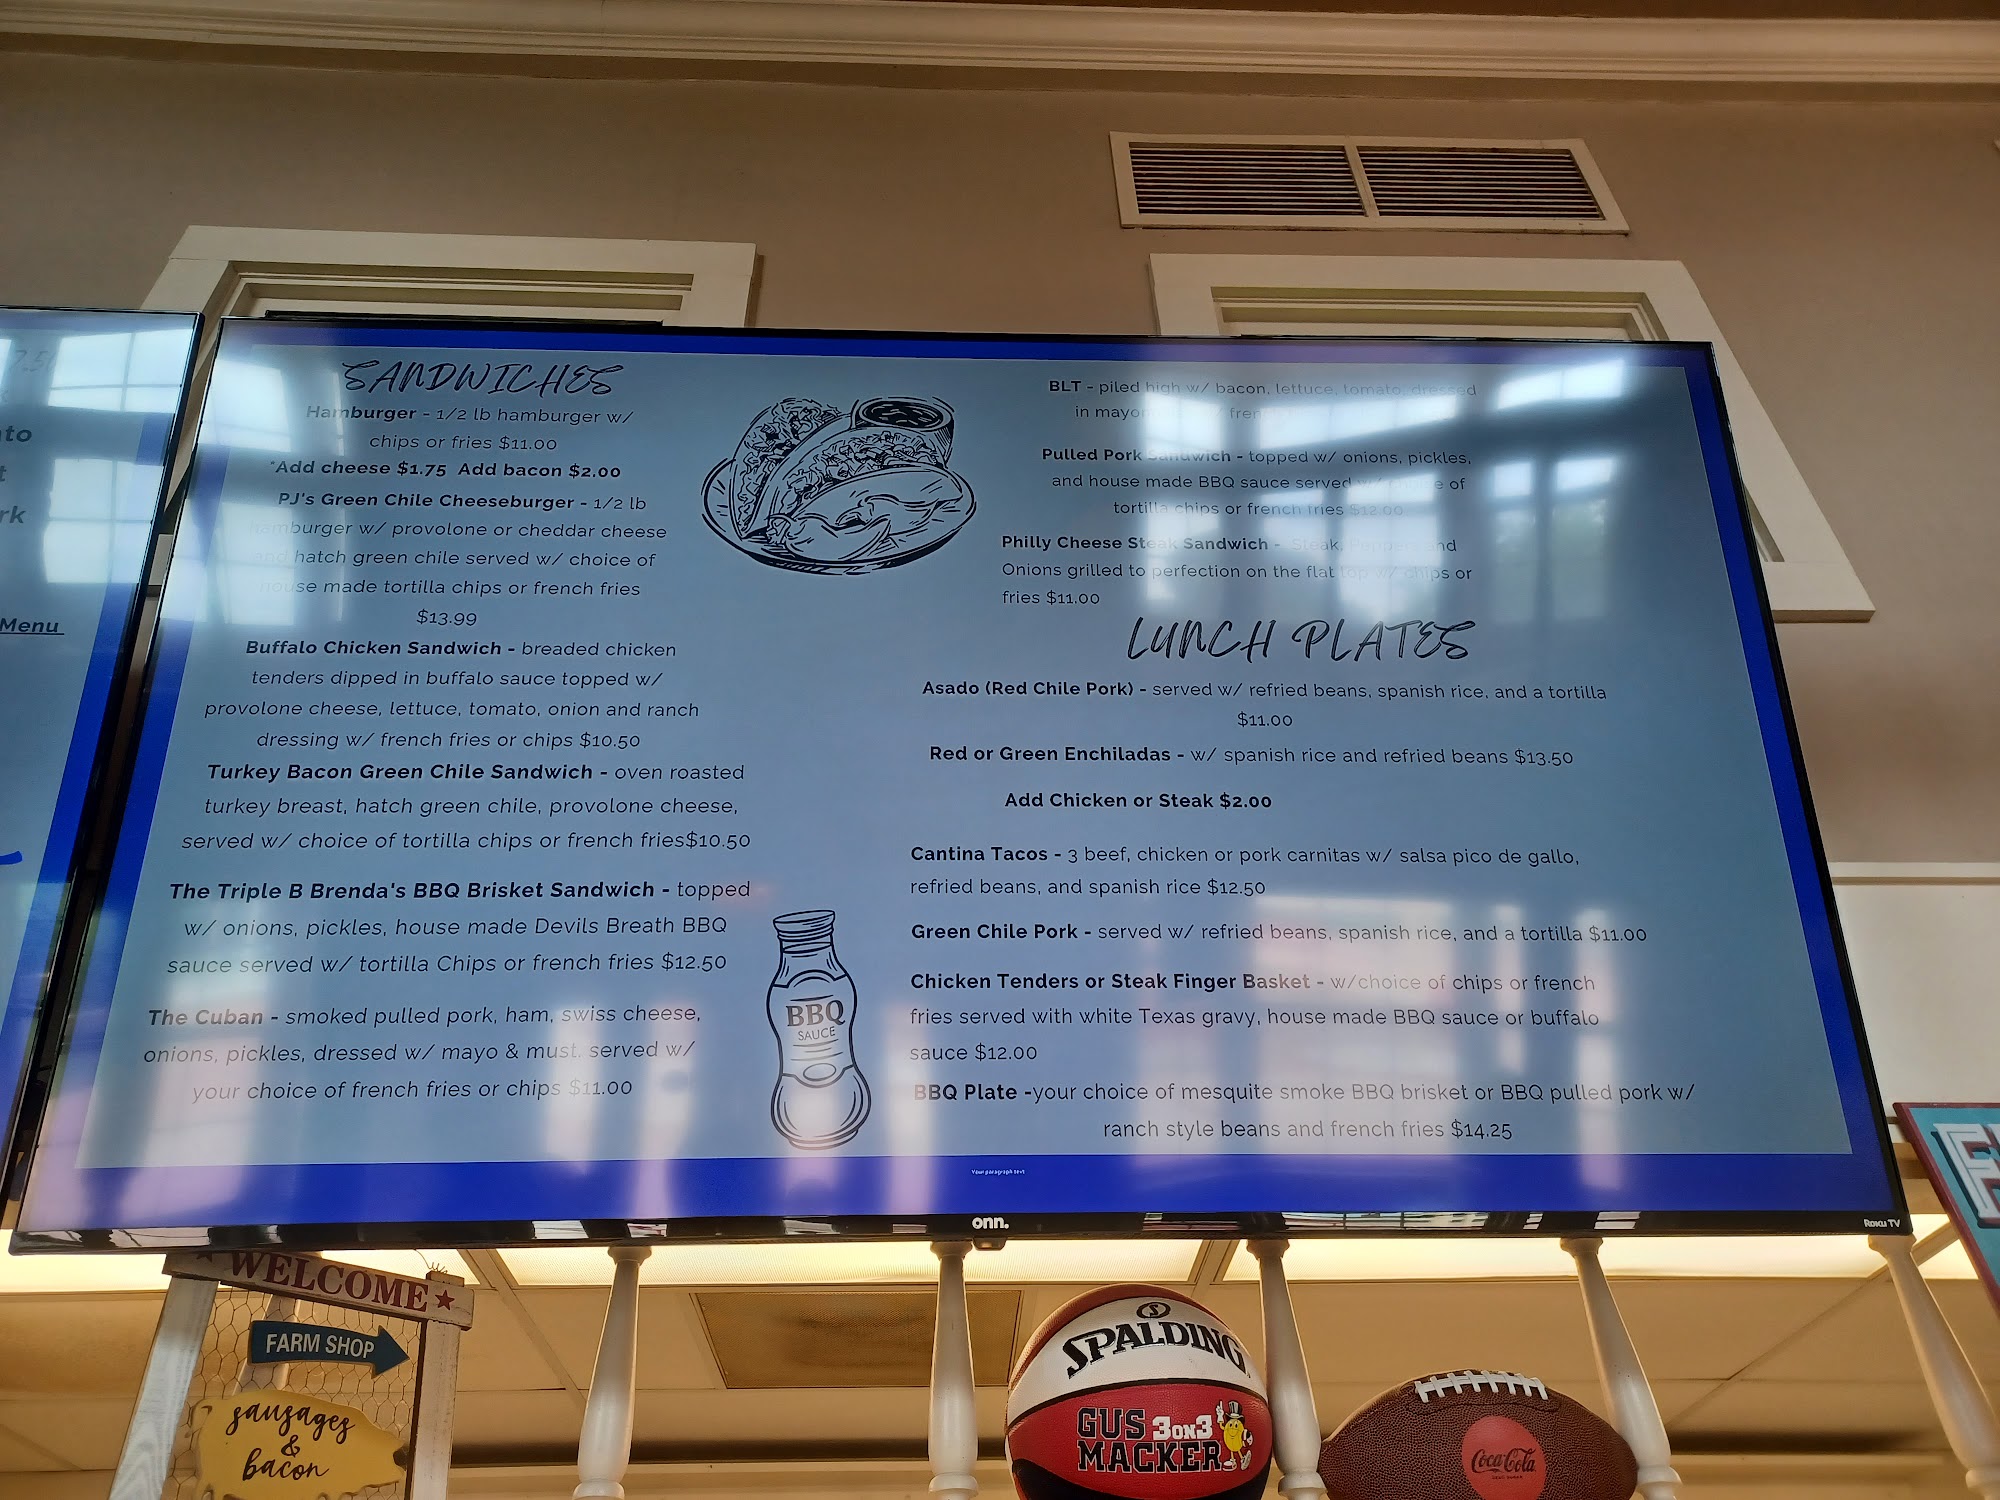 7.50
to
t
rk
Menu
SANDWICHES
Hamburger - 1/2 lb hamburger w/
chips or fries $11.00
*Add cheese $1.75 Add bacon $2.00
PJ's Green Chile Cheeseburger - 1/2 lb
hamburger w/ provolone or cheddar cheese
and hatch green chile served w/ choice of
house made tortilla chips or french fries
$13.99
Buffalo Chicken Sandwich - breaded chicken
tenders dipped in buffalo sauce topped w/
provolone cheese, lettuce, tomato, onion and ranch
dressing w/ french fries or chips $10.50
Turkey Bacon Green Chile Sandwich - oven roasted
turkey breast, hatch green chile, provolone cheese,
served w/ choice of tortilla chips or french fries$10.50
The Triple B Brenda's BBQ Brisket Sandwich - topped
w/ onions, pickles, house made Devils Breath BBQ
sauce served w/ tortilla Chips or french fries $12.50
The Cuban - smoked pulled pork, ham, swiss cheese,
onions, pickles, dressed w/ mayo & must. served w/
your choice of french fries or chips $11.00
BBQ
SAUCE
BLT - piled high w/ bacon, lettuce, tomato, dressed
in mayo
Pulled Pork Sandwich - topped w/ onions, pickles,
and house made BBQ sauce served w/ choice of
tortilla chips or french fries $12.00
Philly Cheese Steak Sandwich - Steak, Peppers and
Onions grilled to perfection on the flat top w/ chips or
fries $11.00
LUNCH PLATES
Asado (Red Chile Pork) - served w/ refried beans, spanish rice, and a tortilla
$11.00
Red or Green Enchiladas - w/ spanish rice and refried beans $13.50
Add Chicken or Steak $2.00
Cantina Tacos - 3 beef, chicken or pork carnitas w/ salsa pico de gallo,
refried beans, and spanish rice $12.50
Green Chile Pork - served w/ refried beans, spanish rice, and a tortilla $11.00
Chicken Tenders or Steak Finger Basket - w/choice of chips or french
fries served with white Texas gravy, house made BBQ sauce or buffalo
sauce $12.00
BBQ Plate -your choice of mesquite smoke BBQ brisket or BBQ pulled pork w/
ranch style beans and french fries $14.25
Your paragraph text
onn.
Roku TV
WELCOME
FARM SHOP
sausages
&
bacon
SPALDING
GUS 3ON3
MACKER
Coca-Cola